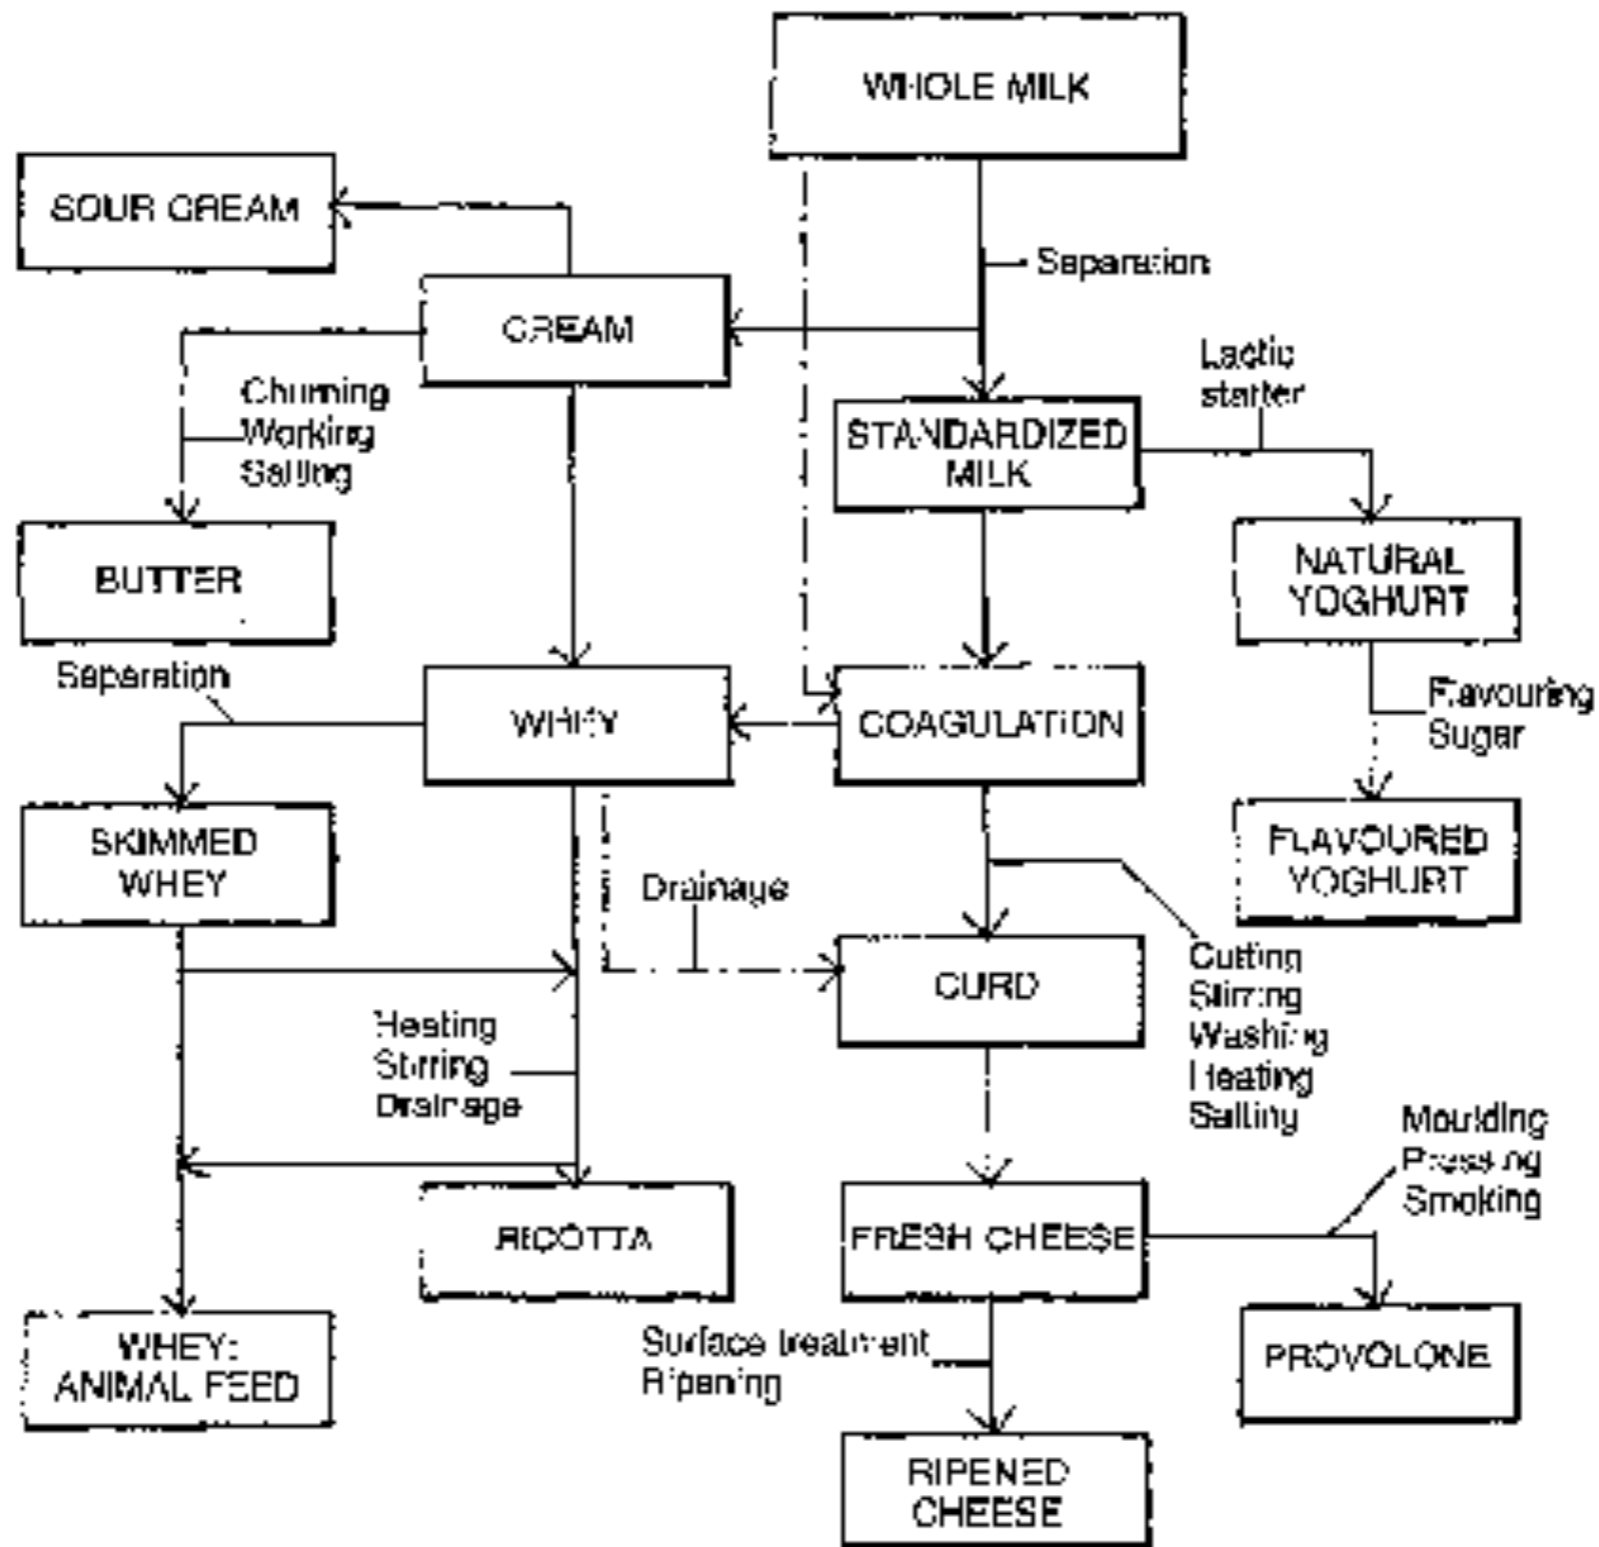 WHOLE MILK
SOUR CREAM
Separation
CREAM
Lactic
starter
Churning
Working
Salting
STANDARDIZED
MILK
NATURAL
YOGHURT
BUTTER
Separation
WHEY
COAGULATION
Flavouring
Sugar
SKIMMED
WHEY
FLAVOURED
YOGHURT
Drainage
CURD
Cutting
Stirring
Washing
Heating
Salting
Heating
Stirring
Drainage
Moulding
Pressing
Smoking
RICOTTA
FRESH CHEESE
WHEY:
ANIMAL FEED
Surface treatment
Ripening
PROVOLONE
RIPENED
CHEESE